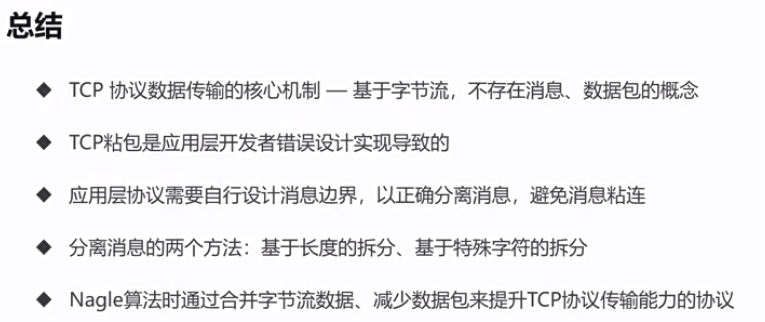 总结
◆ TCP 协议数据传输的核心机制 — 基于字节流，不存在消息、数据包的概念
◆ TCP粘包是应用层开发者错误设计实现导致的
◆ 应用层协议需要自行设计消息边界，以正确分离消息，避免消息粘连
◆ 分离消息的两个方法：基于长度的拆分、基于特殊字符的拆分
◆ Nagle算法时通过合并字节流数据、减少数据包来提升TCP协议传输能力的协议